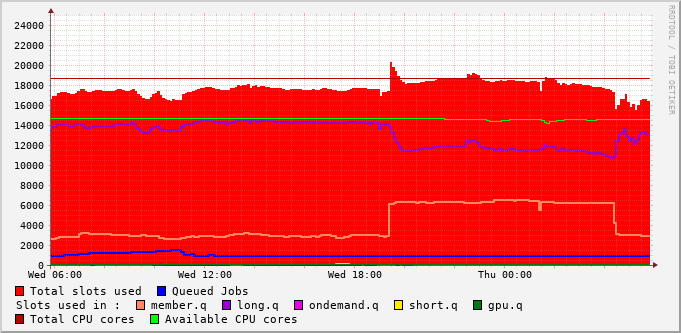 24000
22000
20000
18000
16000
14000
12000
10000
8000
6000
4000
2000
0
Wed 06:00 Wed 12:00 Wed 18:00 Thu 00:00
Total slots used Queued Jobs
Slots used in : member.q long.q ondemand.q short.q gpu.q
Total CPU cores Available CPU cores
RRDTOOL / TOBI OETIKER